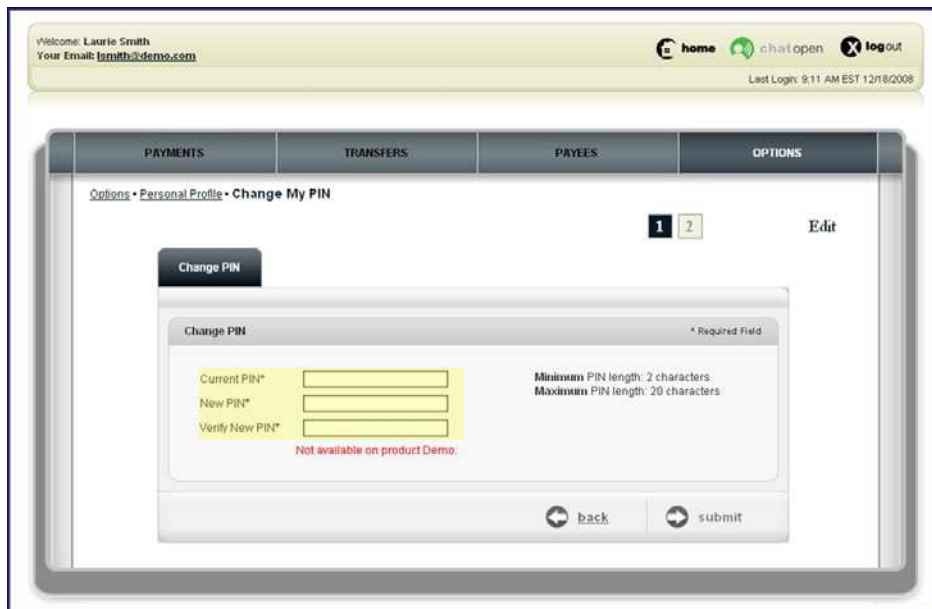 Welcome: Laurie Smith
Your Email: lsmith@demo.com
home
chatopen
logout
Last Login: 9:11 AM EST 12/18/2008
PAYMENTS
TRANSFERS
PAYEES
OPTIONS
Options • Personal Profile • Change My PIN
1 2 Edit
Change PIN
Change PIN
* Required Field
Current PIN*
New PIN*
Verify New PIN*
Not available on product Demo.
Minimum PIN length: 2 characters
Maximum PIN length: 20 characters
back
submit